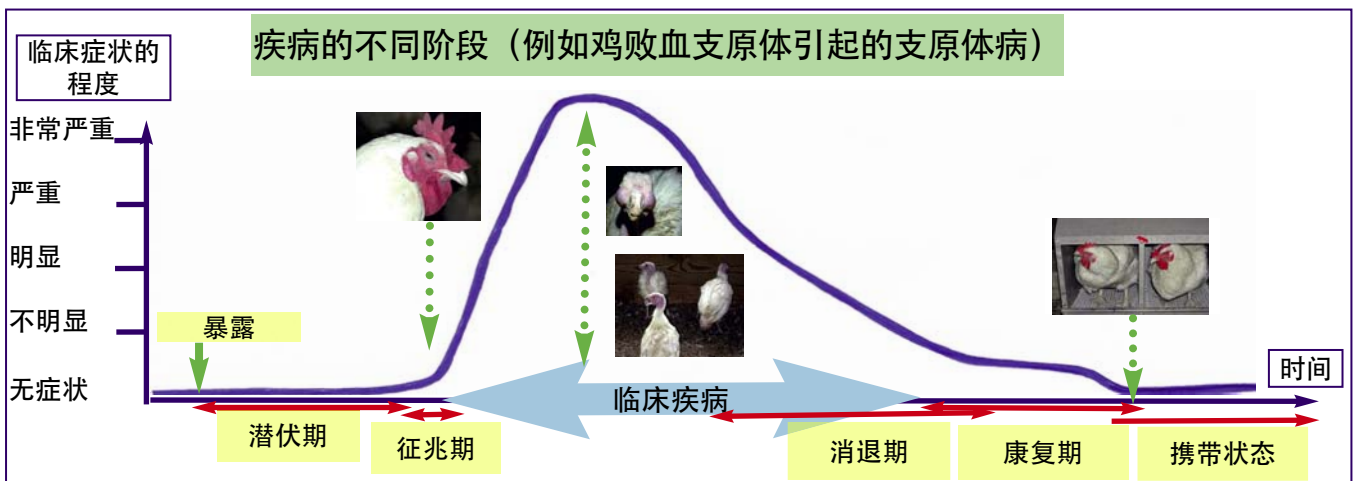 疾病的不同阶段（例如鸡败血支原体引起的支原体病）
临床症状的
程度
非常严重
严重
明显
不明显
无症状
暴露
时间
临床疾病
潜伏期
征兆期
消退期
康复期
携带状态